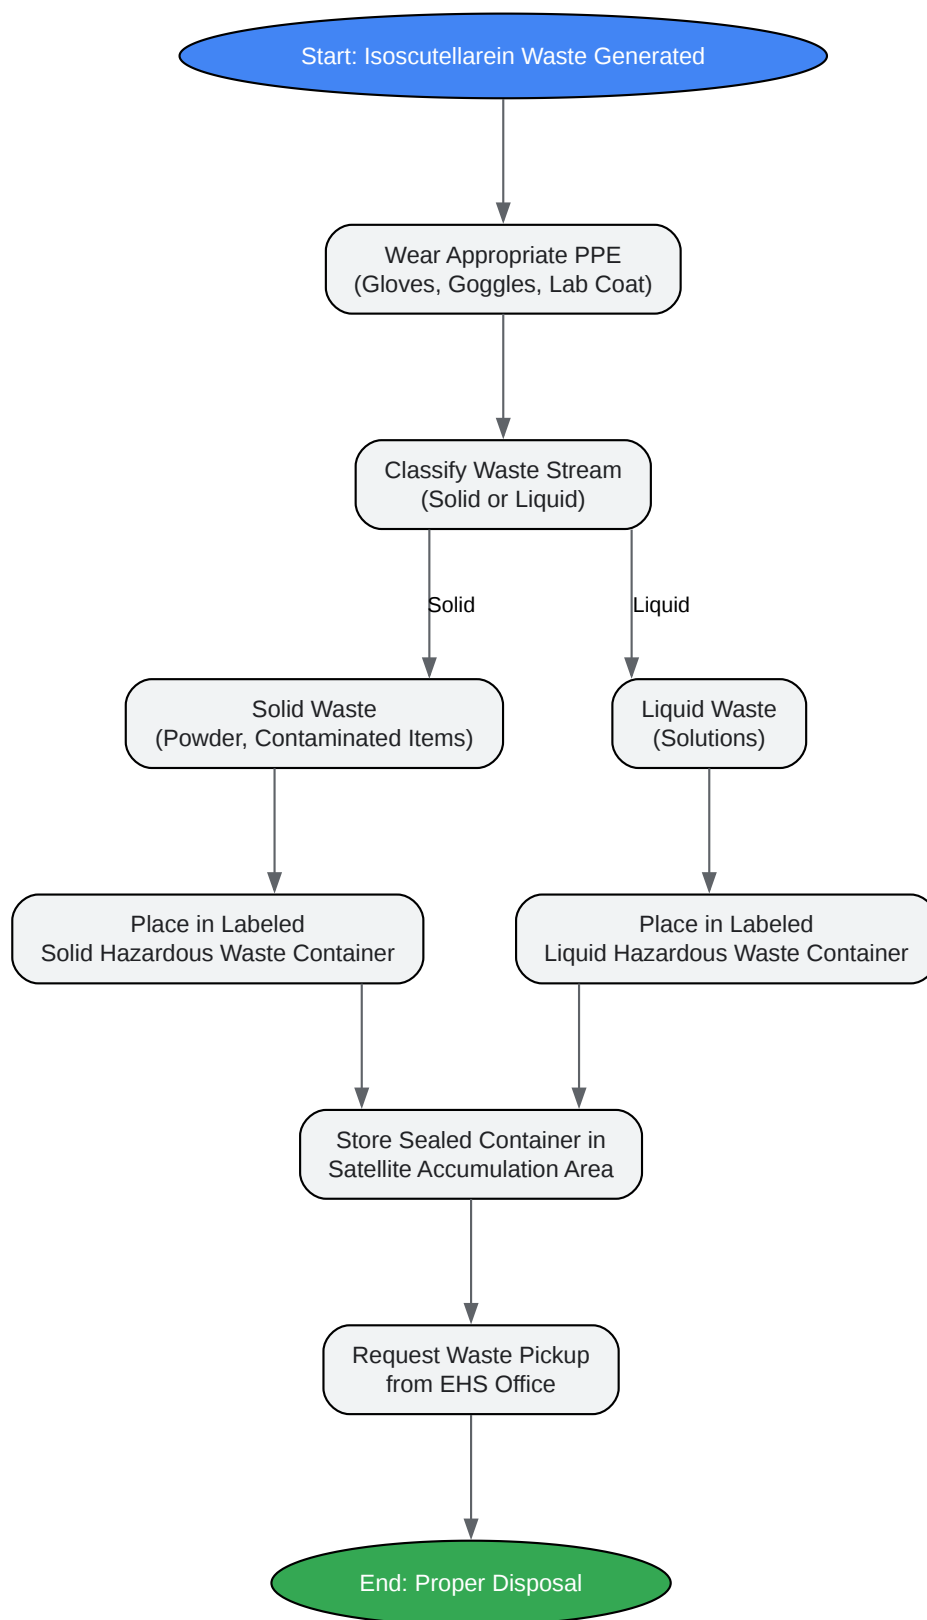 Start: Isoscutellarein Waste Generated
Wear Appropriate PPE
(Gloves, Goggles, Lab Coat)
Classify Waste Stream
(Solid or Liquid)
Solid
Liquid
Solid Waste
(Powder, Contaminated Items)
Liquid Waste
(Solutions)
Place in Labeled
Solid Hazardous Waste Container
Place in Labeled
Liquid Hazardous Waste Container
Store Sealed Container in
Satellite Accumulation Area
Request Waste Pickup
from EHS Office
End: Proper Disposal